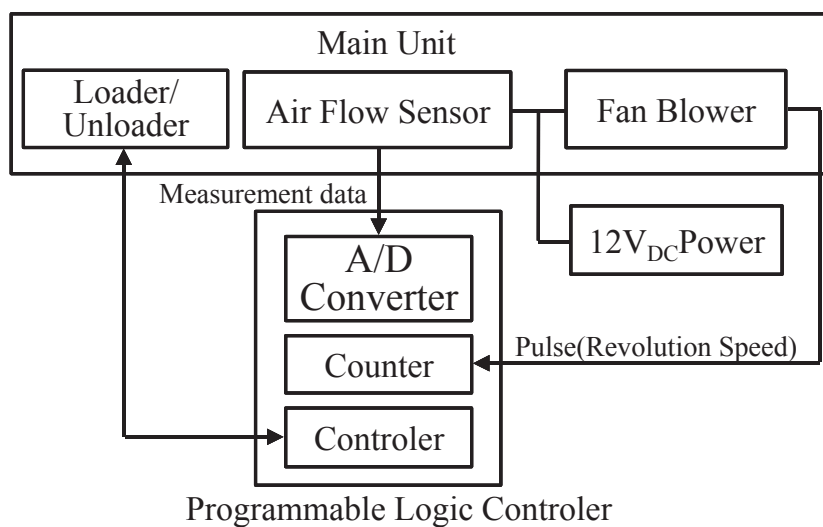 Main Unit
Loader/
Unloader
Air Flow Sensor
Fan Blower
Measurement data
12VDCPower
A/D
Converter
Pulse(Revolution Speed)
Counter
Controler
Programmable Logic Controler